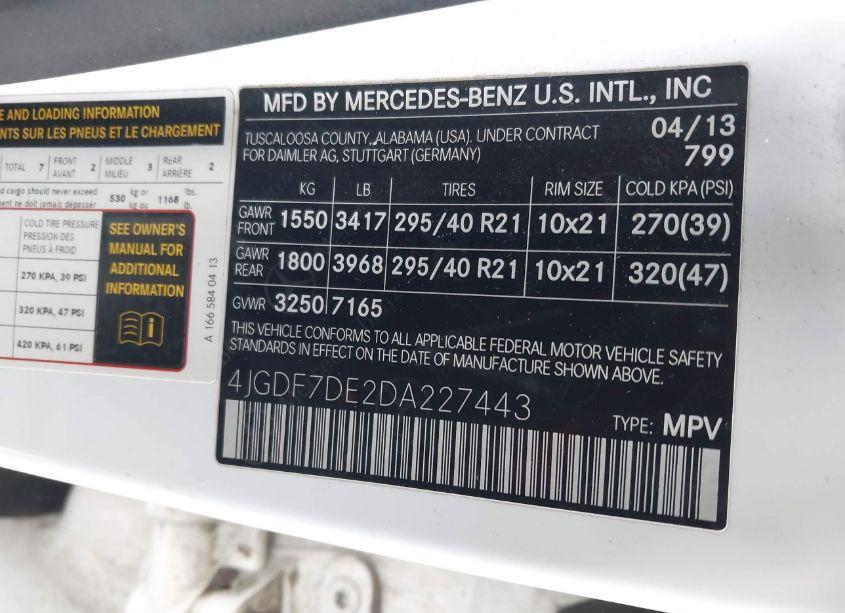 E AND LOADING INFORMATION
ENTS SUR LES PNEUS ET LE CHARGEMENT
TOTAL 7 FRONT AVANT 2 MIDDLE MILIEU 3 REAR ARRIÈRE 2
d cargo should never exceed 530 kg or 1168 lbs.
ent ne doit jamais dépasser kg ou lb.
COLD TIRE PRESSURE
PRESSION DES
PNEUS À FROID
270 KPA, 39 PSI
320 KPA, 47 PSI
420 KPA, 61 PSI
SEE OWNER'S
MANUAL FOR
ADDITIONAL
INFORMATION
A 166 584 04 13
MFD BY MERCEDES-BENZ U.S. INTL., INC
TUSCALOOSA COUNTY, ALABAMA (USA). UNDER CONTRACT 04/13
FOR DAIMLER AG, STUTTGART (GERMANY) 799
KG LB TIRES RIM SIZE COLD KPA (PSI)
GAWR FRONT 1550 3417 295/40 R21 10x21 270(39)
GAWR REAR 1800 3968 295/40 R21 10x21 320(47)
GVWR 3250 7165
THIS VEHICLE CONFORMS TO ALL APPLICABLE FEDERAL MOTOR VEHICLE SAFETY
STANDARDS IN EFFECT ON THE DATE OF MANUFACTURE SHOWN ABOVE.
4JGDF7DE2DA227443
TYPE: MPV